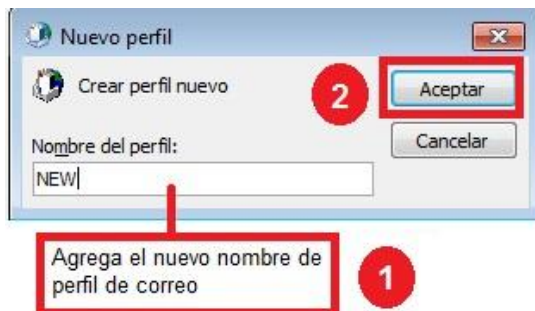 Nuevo perfil
Crear perfil nuevo
2
Aceptar
Cancelar
Nombre del perfil:
NEW
Agrega el nuevo nombre de
perfil de correo
1